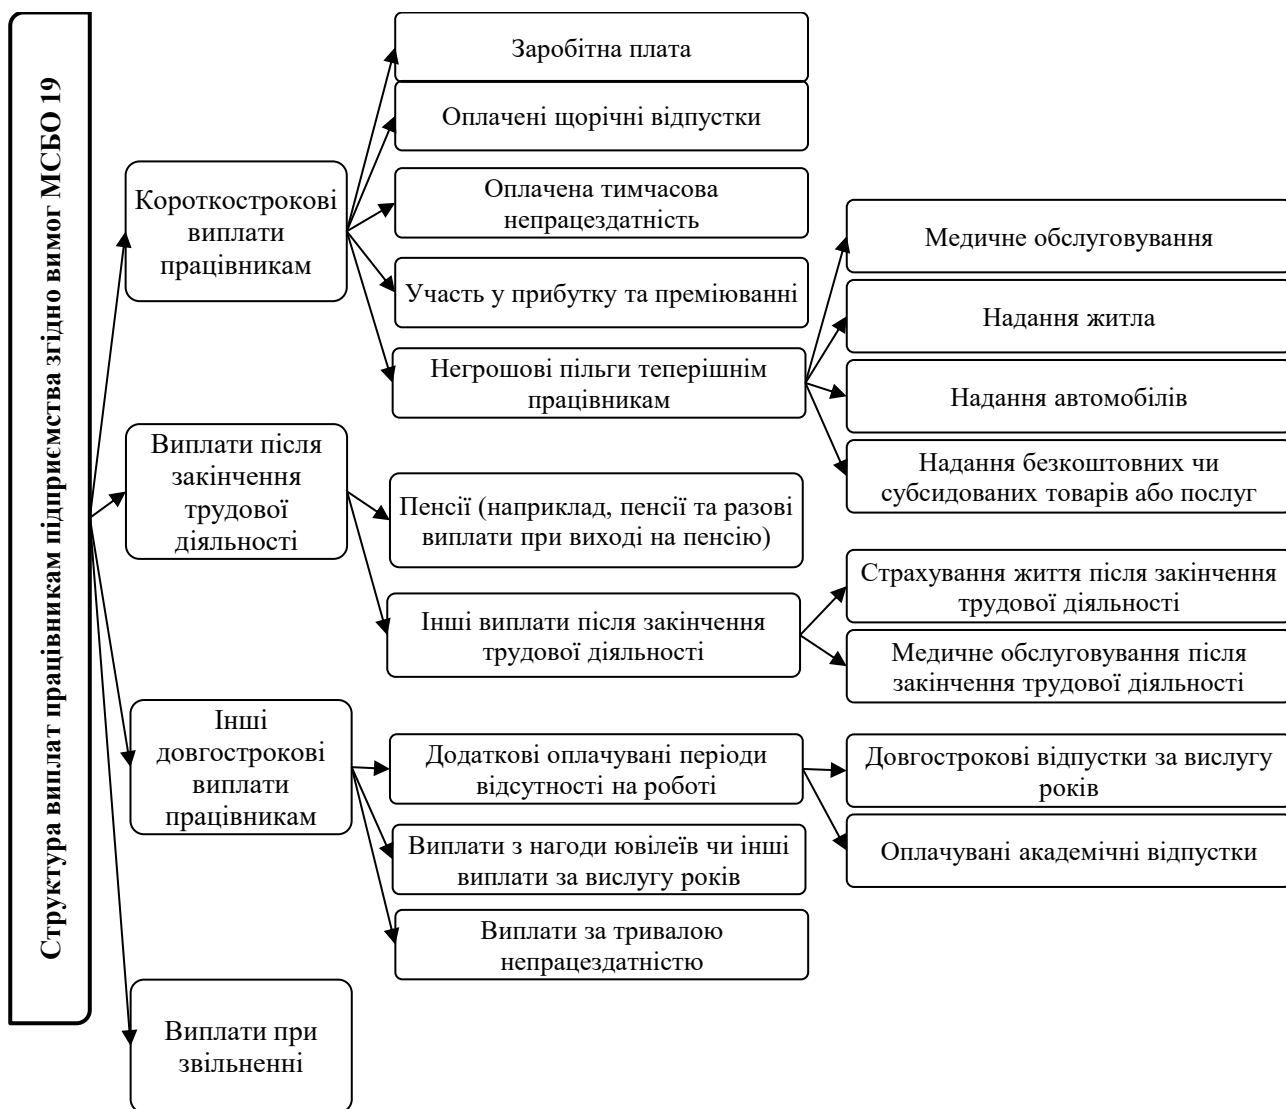 Структура виплат працівникам підприємства згідно вимог МСБО 19
Короткострокові
виплати
працівникам
Заробітна плата
Оплачені щорічні відпустки
Оплачена тимчасова
непрацездатність
Участь у прибутку та преміюванні
Негрошові пільги теперішнім
працівникам
Медичне обслуговування
Надання житла
Надання автомобілів
Надання безкоштовних чи
субсидованих товарів або послуг
Виплати після
закінчення
трудової
діяльності
Пенсії (наприклад, пенсії та разові
виплати при виході на пенсію)
Інші виплати після закінчення
трудової діяльності
Страхування життя після закінчення
трудової діяльності
Медичне обслуговування після
закінчення трудової діяльності
Інші
довгострокові
виплати
працівникам
Додаткові оплачувані періоди
відсутності на роботі
Довгострокові відпустки за вислугу
років
Оплачувані академічні відпустки
Виплати з нагоди ювілеїв чи інші
виплати за вислугу років
Виплати за тривалою
непрацездатністю
Виплати при
звільненні